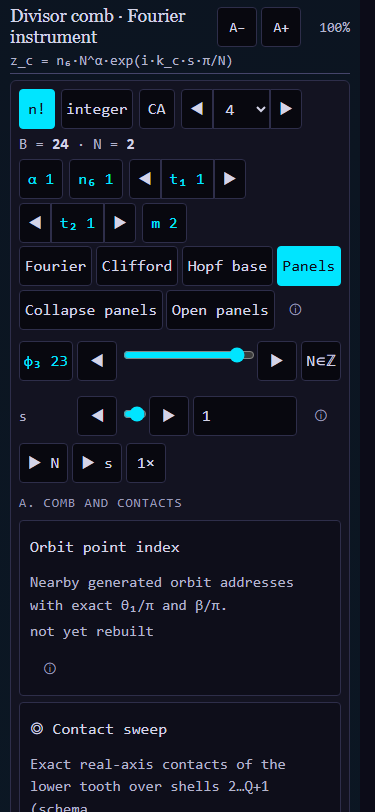 Divisor comb · Fourier
instrument
A− A+ 100%
z_c = n₆·N^α·exp(i·k_c·s·π/N)
n! integer CA ◀ 4 ▶
B = 24 · N = 2
α 1 n₆ 1 ◀ t₁ 1 ▶
◀ t₂ 1 ▶ m 2
Fourier Clifford Hopf base Panels
Collapse panels Open panels ⓘ
ϕ₃ 23 ◀ ▶ N∈ℤ
s ◀ ▶ 1 ⓘ
▶ N ▶ s 1×
A. COMB AND CONTACTS
Orbit point index
Nearby generated orbit addresses
with exact θ₁/π and β/π.
not yet rebuilt
ⓘ
◎ Contact sweep
Exact real-axis contacts of the
lower tooth over shells 2…Q+1
(schema